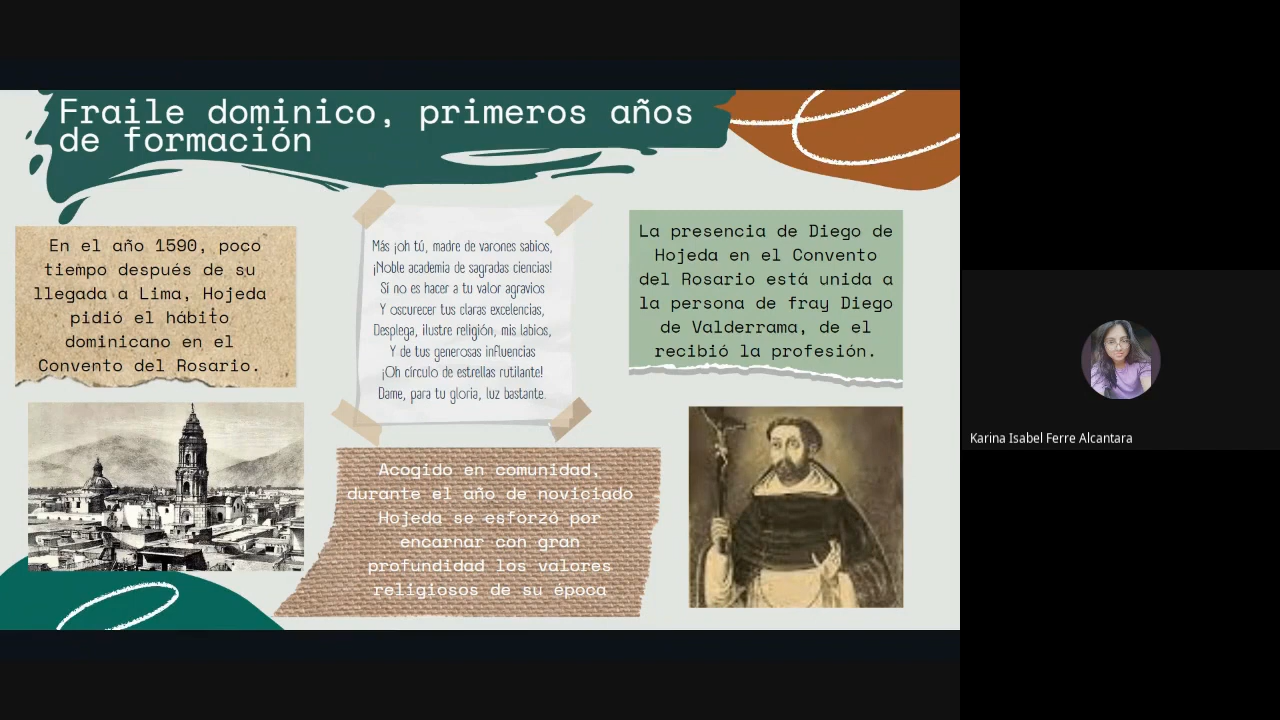 Fraile dominico, primeros años
de formación
En el año 1590, poco
tiempo después de su
llegada a Lima, Hojeda
pidió el hábito
dominicano en el
Convento del Rosario.
Más ¡oh tú, madre de varones sabios,
¡Noble academia de sagradas ciencias!
Sí no es hacer a tu valor agravios
Y oscurecer tus claras excelencias,
Desplega, ilustre religión, mis labios,
Y de tus generosas influencias
¡Oh círculo de estrellas rutilante!
Dame, para tu gloria, luz bastante.
La presencia de Diego de
Hojeda en el Convento
del Rosario está unida a
la persona de fray Diego
de Valderrama, de el
recibió la profesión.
Acogido en comunidad,
durante el año de noviciado
Hojeda se esforzó por
encarnar con gran
profundidad los valores
religiosos de su época
Karina Isabel Ferre Alcantara